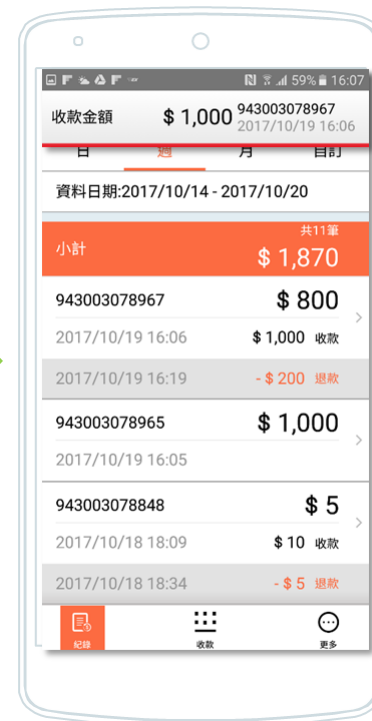 59% 16:07
收款金額 $ 1,000 943003078967
2017/10/19 16:06
日 週 月 自訂
資料日期:2017/10/14 - 2017/10/20
共11筆
小計 $ 1,870
943003078967 $ 800
2017/10/19 16:06 $ 1,000 收款
2017/10/19 16:19 - $ 200 退款
943003078965 $ 1,000
2017/10/19 16:05
943003078848 $ 5
2017/10/18 18:09 $ 10 收款
2017/10/18 18:34 - $ 5 退款
紀錄 收款 更多